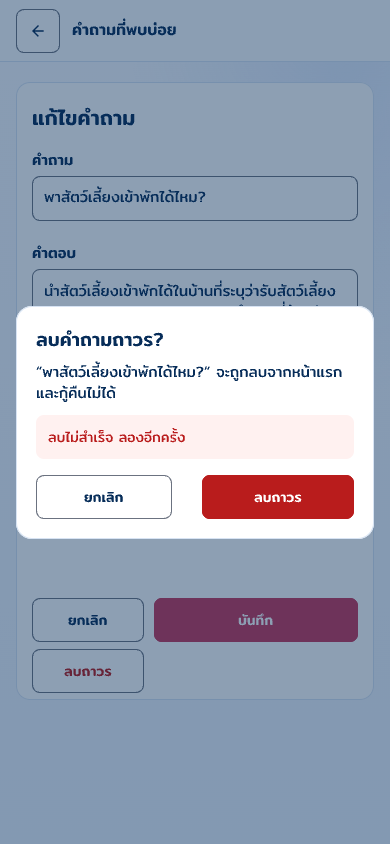 คำถามที่พบบ่อย
แก้ไขคำถาม
คำถาม
พาสัตว์เลี้ยงเข้าพักได้ไหม?
คำตอบ
นำสัตว์เลี้ยงเข้าพักได้ในบ้านที่ระบุว่ารับสัตว์เลี้ยง
ลบคำถามถาวร?
“พาสัตว์เลี้ยงเข้าพักได้ไหม?” จะถูกลบจากหน้าแรก
และกู้คืนไม่ได้
ลบไม่สำเร็จ ลองอีกครั้ง
ยกเลิก
ลบถาวร
ยกเลิก
บันทึก
ลบถาวร